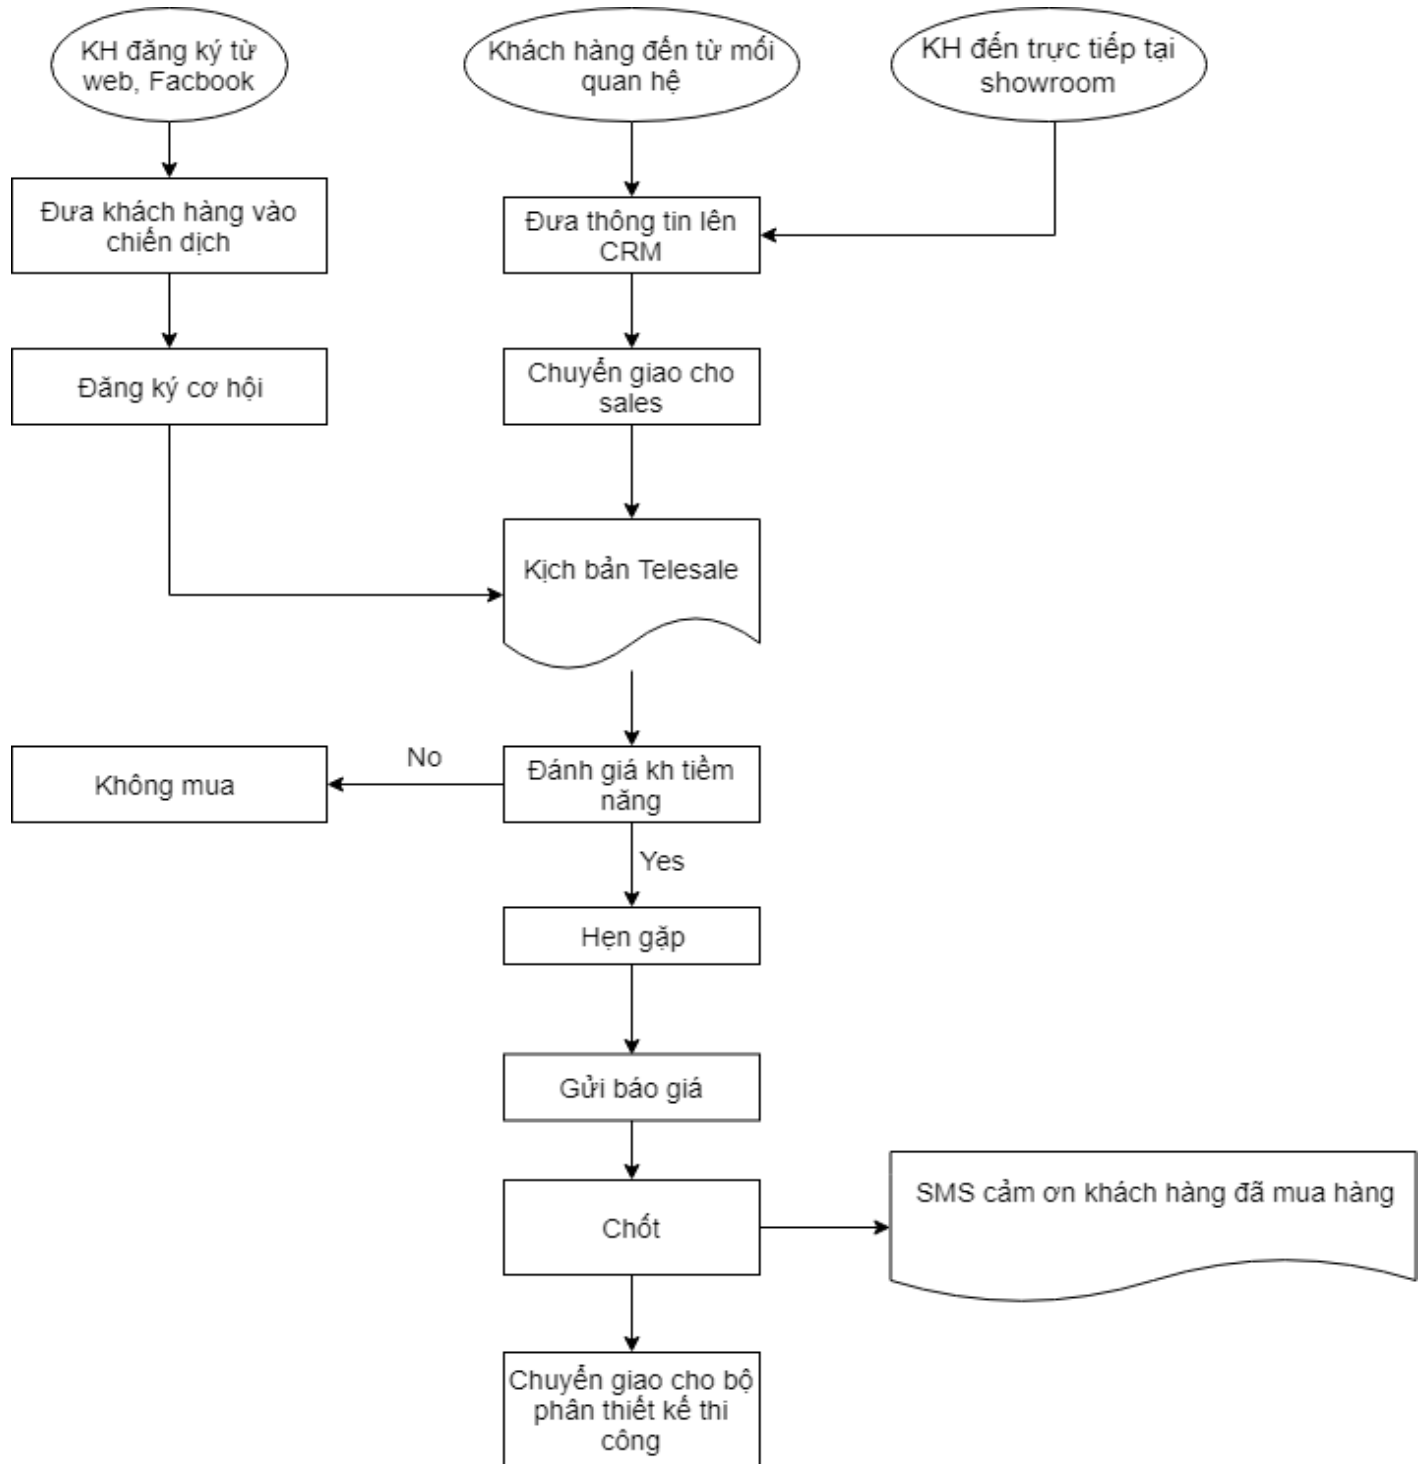 KH đăng ký từ
web, Facbook
Khách hàng đến từ mối
quan hệ
KH đến trực tiếp tại
showroom
Đưa khách hàng vào
chiến dịch
Đưa thông tin lên
CRM
Đăng ký cơ hội
Chuyển giao cho
sales
Kịch bản Telesale
Không mua
No
Đánh giá kh tiềm
năng
Yes
Hẹn gặp
Gửi báo giá
Chốt
SMS cảm ơn khách hàng đã mua hàng
Chuyển giao cho bộ
phân thiết kế thi
công